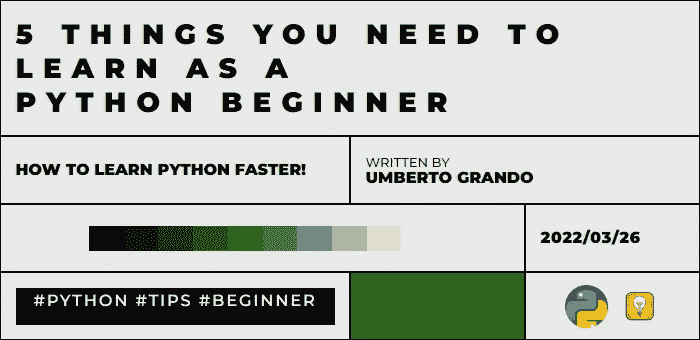 5 THINGS YOU NEED TO
LEARN AS A
PYTHON BEGINNER
HOW TO LEARN PYTHON FASTER!
WRITTEN BY
UMBERTO GRANDO
2022/03/26
#PYTHON #TIPS #BEGINNER